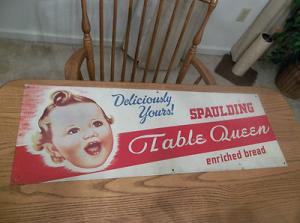 Deliciously
Yours!
SPAULDING
Table Queen
enriched bread